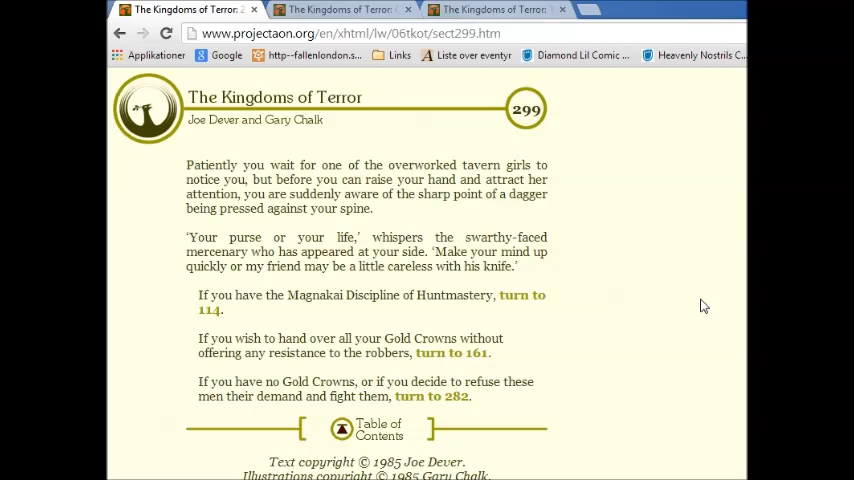 The Kingdoms of Terror: 2
The Kingdoms of Terror: 
The Kingdoms of Terror: 
www.projectaon.org/en/xhtml/lw/06tkot/sect299.htm
Applikationer Google http--fallenlondon.s... Links Liste over eventyr Diamond Lil Comic ... Heavenly Nostrils C...
The Kingdoms of Terror
299
Joe Dever and Gary Chalk
Patiently you wait for one of the overworked tavern girls to
notice you, but before you can raise your hand and attract her
attention, you are suddenly aware of the sharp point of a dagger
being pressed against your spine.
‘Your purse or your life,’ whispers the swarthy-faced
mercenary who has appeared at your side. ‘Make your mind up
quickly or my friend may be a little careless with his knife.’
If you have the Magnakai Discipline of Huntmastery, turn to
114.
If you wish to hand over all your Gold Crowns without
offering any resistance to the robbers, turn to 161.
If you have no Gold Crowns, or if you decide to refuse these
men their demand and fight them, turn to 282.
Table of
Contents
Text copyright © 1985 Joe Dever.
Illustrations copyright © 1985 Gary Chalk.